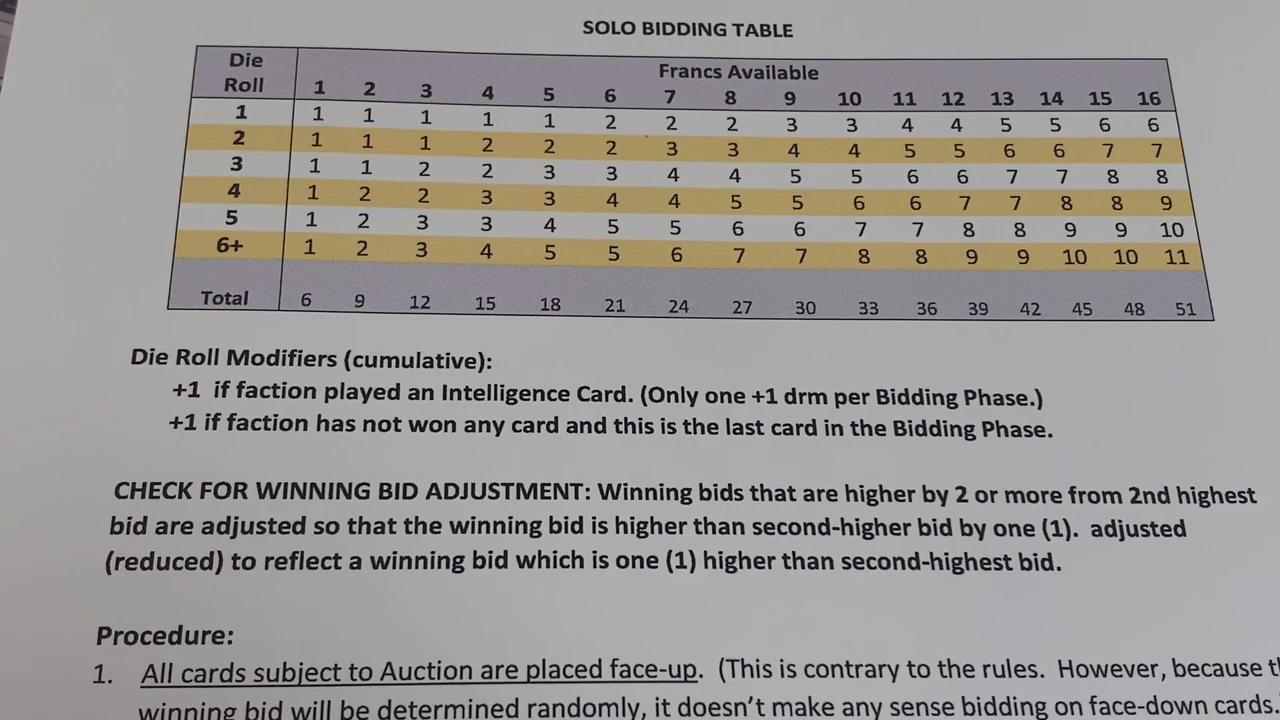 SOLO BIDDING TABLE
Die Roll Francs Available
1 2 3 4 5 6 7 8 9 10 11 12 13 14 15 16
1 1 1 1 1 1 2 2 2 3 3 4 4 5 5 6 6
2 1 1 1 2 2 2 3 3 4 4 5 5 6 6 7 7
3 1 1 2 2 3 3 4 4 5 5 6 6 7 7 8 8
4 1 2 2 3 3 4 4 5 5 6 6 7 7 8 8 9
5 1 2 3 3 4 5 5 6 6 7 7 8 8 9 9 10
6+ 1 2 3 4 5 5 6 7 7 8 8 9 9 10 10 11
Total 6 9 12 15 18 21 24 27 30 33 36 39 42 45 48 51
Die Roll Modifiers (cumulative):
+1 if faction played an Intelligence Card. (Only one +1 drm per Bidding Phase.)
+1 if faction has not won any card and this is the last card in the Bidding Phase.
CHECK FOR WINNING BID ADJUSTMENT: Winning bids that are higher by 2 or more from 2nd highest
bid are adjusted so that the winning bid is higher than second-higher bid by one (1). adjusted
(reduced) to reflect a winning bid which is one (1) higher than second-highest bid.
Procedure:
1. All cards subject to Auction are placed face-up. (This is contrary to the rules. However, because
winning bid will be determined randomly, it doesn't make any sense bidding on face-down cards.